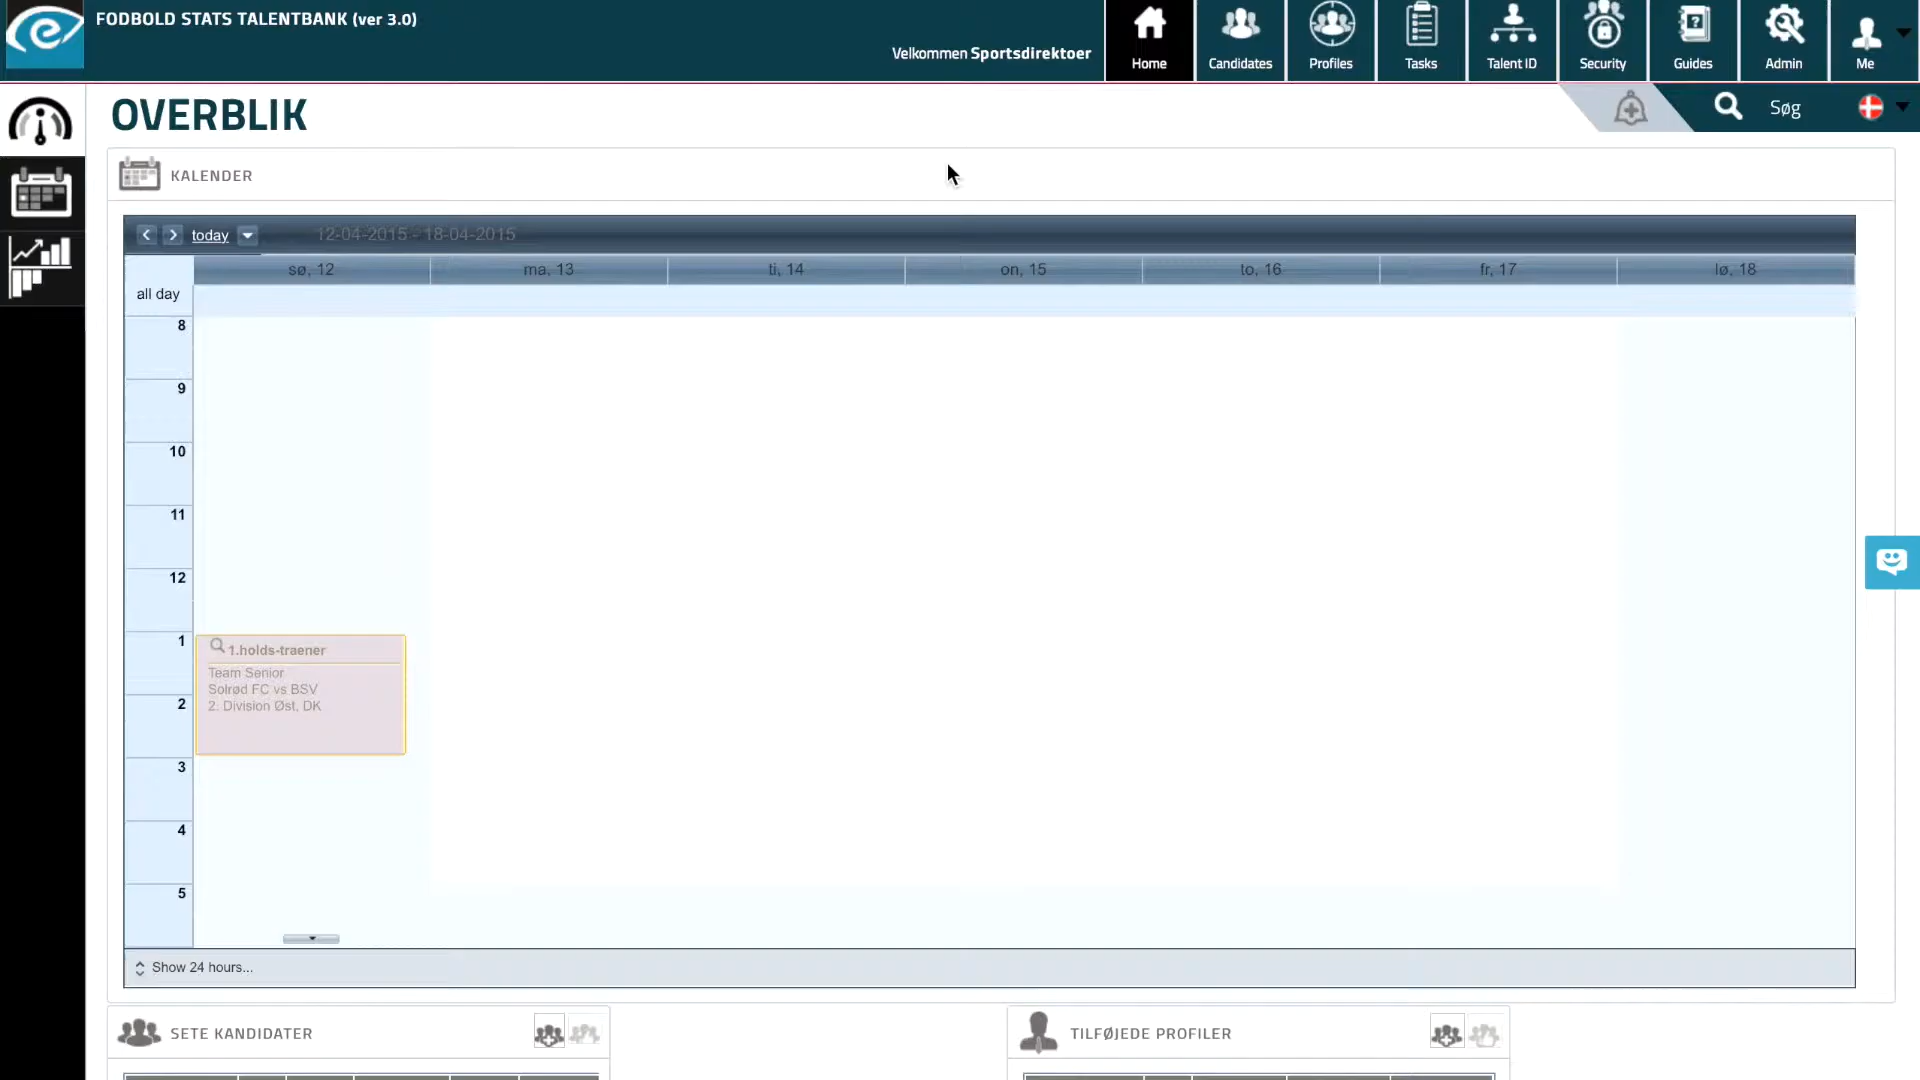 FODBOLD STATS TALENTBANK (ver 3.0)
Velkommen Sportsdirektoer
Home
Candidates
Profiles
Tasks
Talent ID
Security
Guides
Admin
Me
OVERBLIK
Søg
KALENDER
today
12-04-2015 - 18-04-2015
sø, 12
ma, 13
ti, 14
on, 15
to, 16
fr, 17
lø, 18
all day
8
9
10
11
12
1
1.holds-traener
Team Senior
Solrød FC vs BSV
2. Division Øst, DK
2
3
4
5
Show 24 hours...
SETE KANDIDATER
TILFØJEDE PROFILER